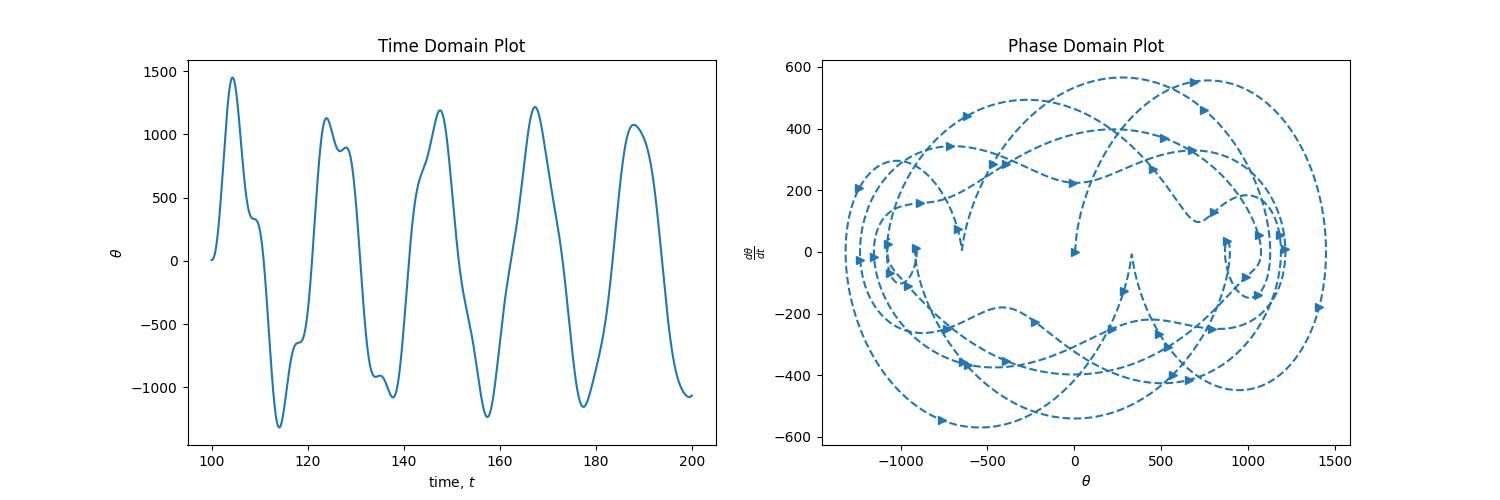 Time Domain Plot
1500
1000
500
0
−500
−1000
θ
100 120 140 160 180 200
time, t
Phase Domain Plot
600
400
200
0
−200
−400
−600
dθ
dt
−1000 −500 0 500 1000 1500
θ